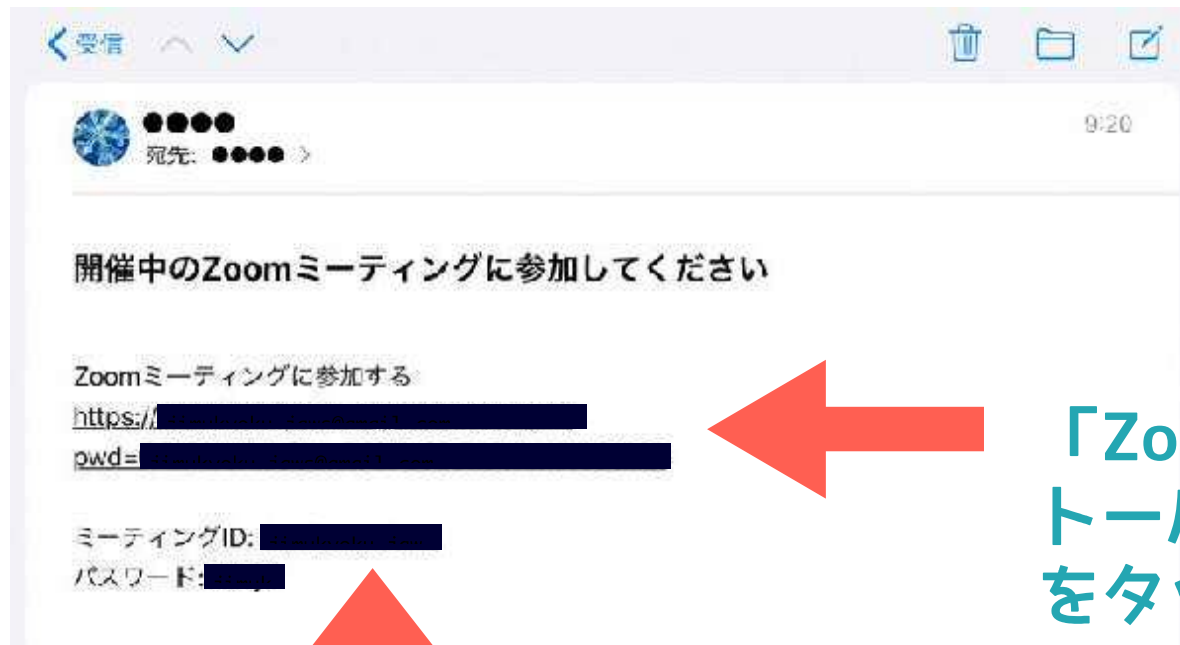 受信
9:20
●●●●
宛先: ●●●●
開催中のZoomミーティングに参加してください
Zoomミーティングに参加する
https://
pwd=
ミーティングID:
パスワード:
「Zo
トール
をタッ